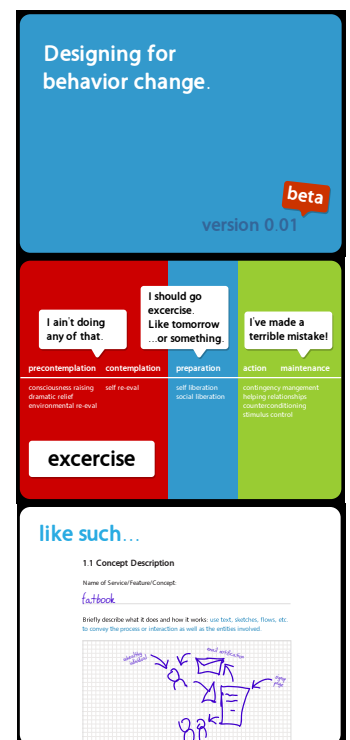 Designing for
behavior change.
beta
version 0.01
I ain't doing
any of that.
I should go
excercise.
Like tomorrow
...or something.
I've made a
terrible mistake!
precontemplation contemplation preparation action maintenance
consciousness raising
dramatic relief
environmental re-eval
self re-eval
self liberation
social liberation
contingency mangement
helping relationships
counterconditioning
stimulus control
excercise
like such...
1.1 Concept Description
Name of Service/Feature/Concept:
fatbook
Briefly describe what it does and how it works: use text, sketches, flows, etc.
to convey the process or interaction as well as the entities involved
email notification